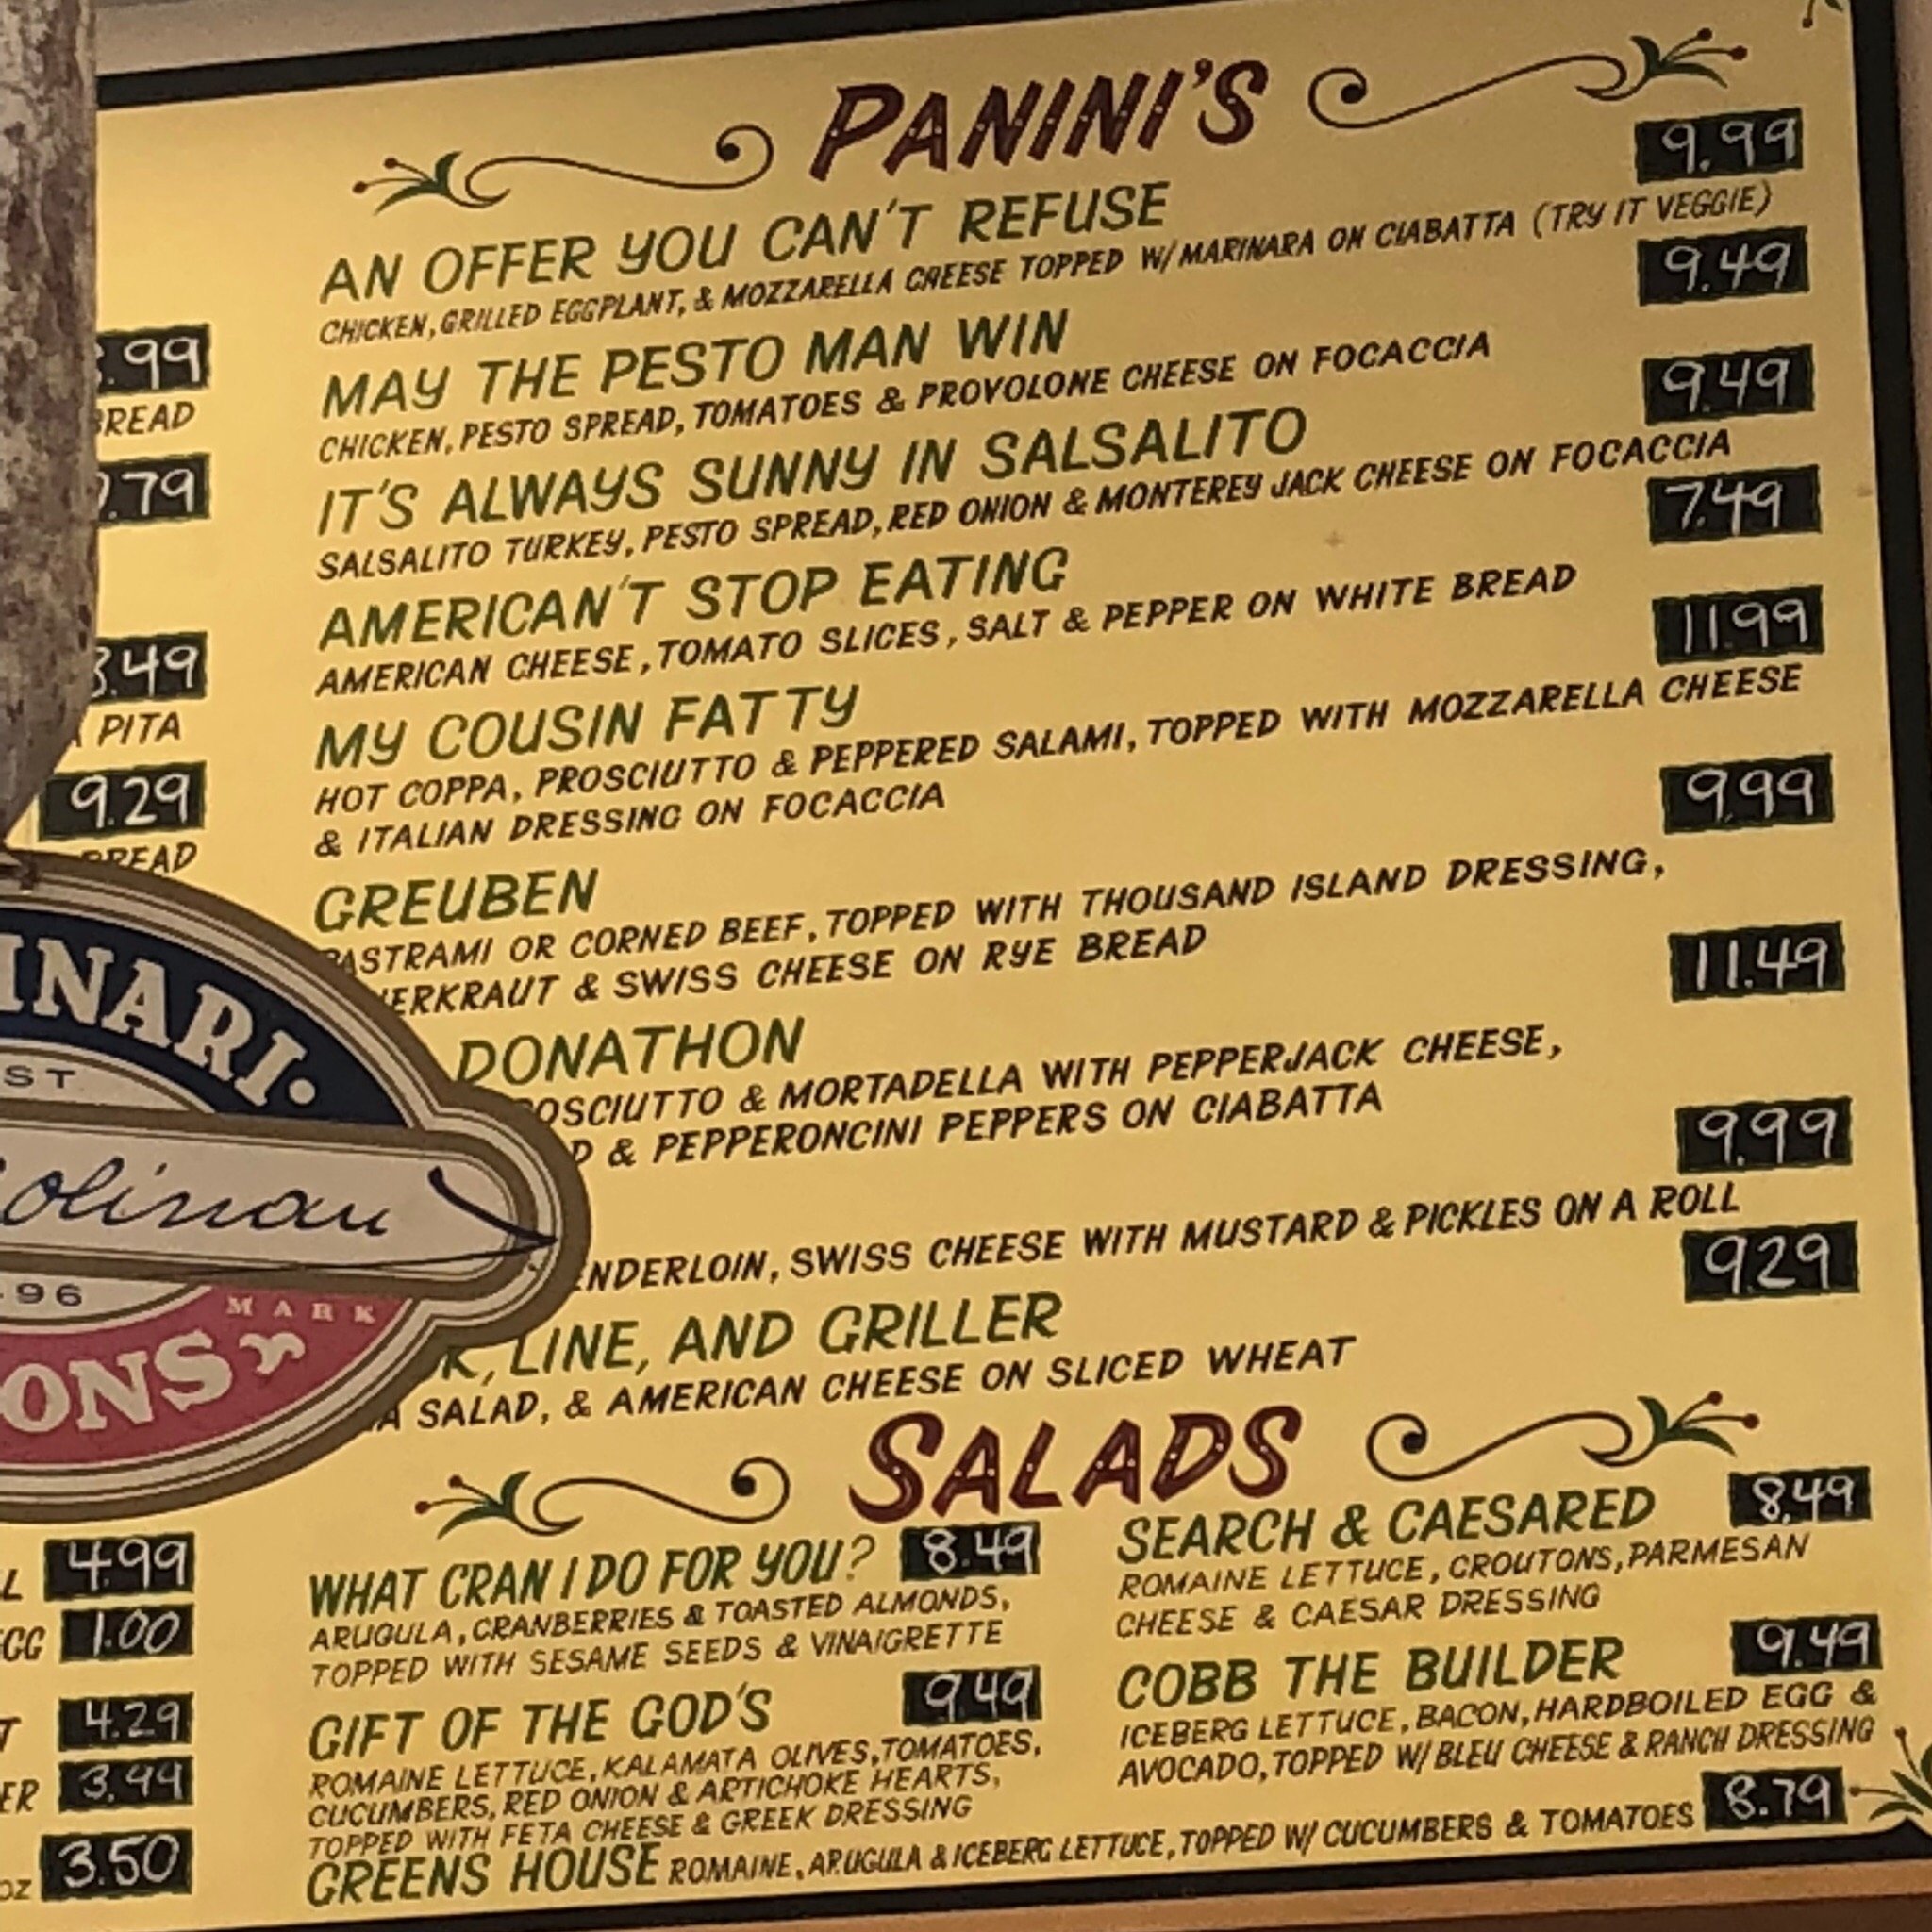 PANINI'S
AN OFFER YOU CAN'T REFUSE 9.99
CHICKEN, GRILLED EGGPLANT, & MOZZARELLA CHEESE TOPPED W/ MARINARA ON CIABATTA (TRY IT VEGGIE)
MAY THE PESTO MAN WIN 9.49
CHICKEN, PESTO SPREAD, TOMATOES & PROVOLONE CHEESE ON FOCACCIA
IT'S ALWAYS SUNNY IN SALSALITO 9.49
SALSALITO TURKEY, PESTO SPREAD, RED ONION & MONTEREY JACK CHEESE ON FOCACCIA
AMERICAN'T STOP EATING 7.49
AMERICAN CHEESE, TOMATO SLICES, SALT & PEPPER ON WHITE BREAD
MY COUSIN FATTY 11.99
HOT COPPA, PROSCIUTTO & PEPPERED SALAMI, TOPPED WITH MOZZARELLA CHEESE
& ITALIAN DRESSING ON FOCACCIA
GREUBEN 9.99
PASTRAMI OR CORNED BEEF, TOPPED WITH THOUSAND ISLAND DRESSING,
ERKRAUT & SWISS CHEESE ON RYE BREAD
DONATHON 11.49
OSCIUTTO & MORTADELLA WITH PEPPERJACK CHEESE,
D & PEPPERONCINI PEPPERS ON CIABATTA
9.99
ENDERLOIN, SWISS CHEESE WITH MUSTARD & PICKLES ON A ROLL
K, LINE, AND GRILLER 9.29
A SALAD, & AMERICAN CHEESE ON SLICED WHEAT
SALADS
WHAT CRAN I DO FOR YOU? 8.49
ARUGULA, CRANBERRIES & TOASTED ALMONDS,
TOPPED WITH SESAME SEEDS & VINAIGRETTE
GIFT OF THE GOD'S 9.49
ROMAINE LETTUCE, KALAMATA OLIVES, TOMATOES,
CUCUMBERS, RED ONION & ARTICHOKE HEARTS,
TOPPED WITH FETA CHEESE & GREEK DRESSING
SEARCH & CAESARED 8.49
ROMAINE LETTUCE, CROUTONS, PARMESAN
CHEESE & CAESAR DRESSING
COBB THE BUILDER 9.49
ICEBERG LETTUCE, BACON, HARDBOILED EGG &
AVOCADO, TOPPED W/ BLEU CHEESE & RANCH DRESSING
GREENS HOUSE ROMAINE, ARUGULA & ICEBERG LETTUCE, TOPPED W/ CUCUMBERS & TOMATOES 8.79
.99
BREAD
.79
8.49
PITA
9.29
BREAD
INARI.
ST
olinari
96
MARK
ONS
L 4.99
EGG 1.00
T 4.29
ER 3.99
OZ 3.50